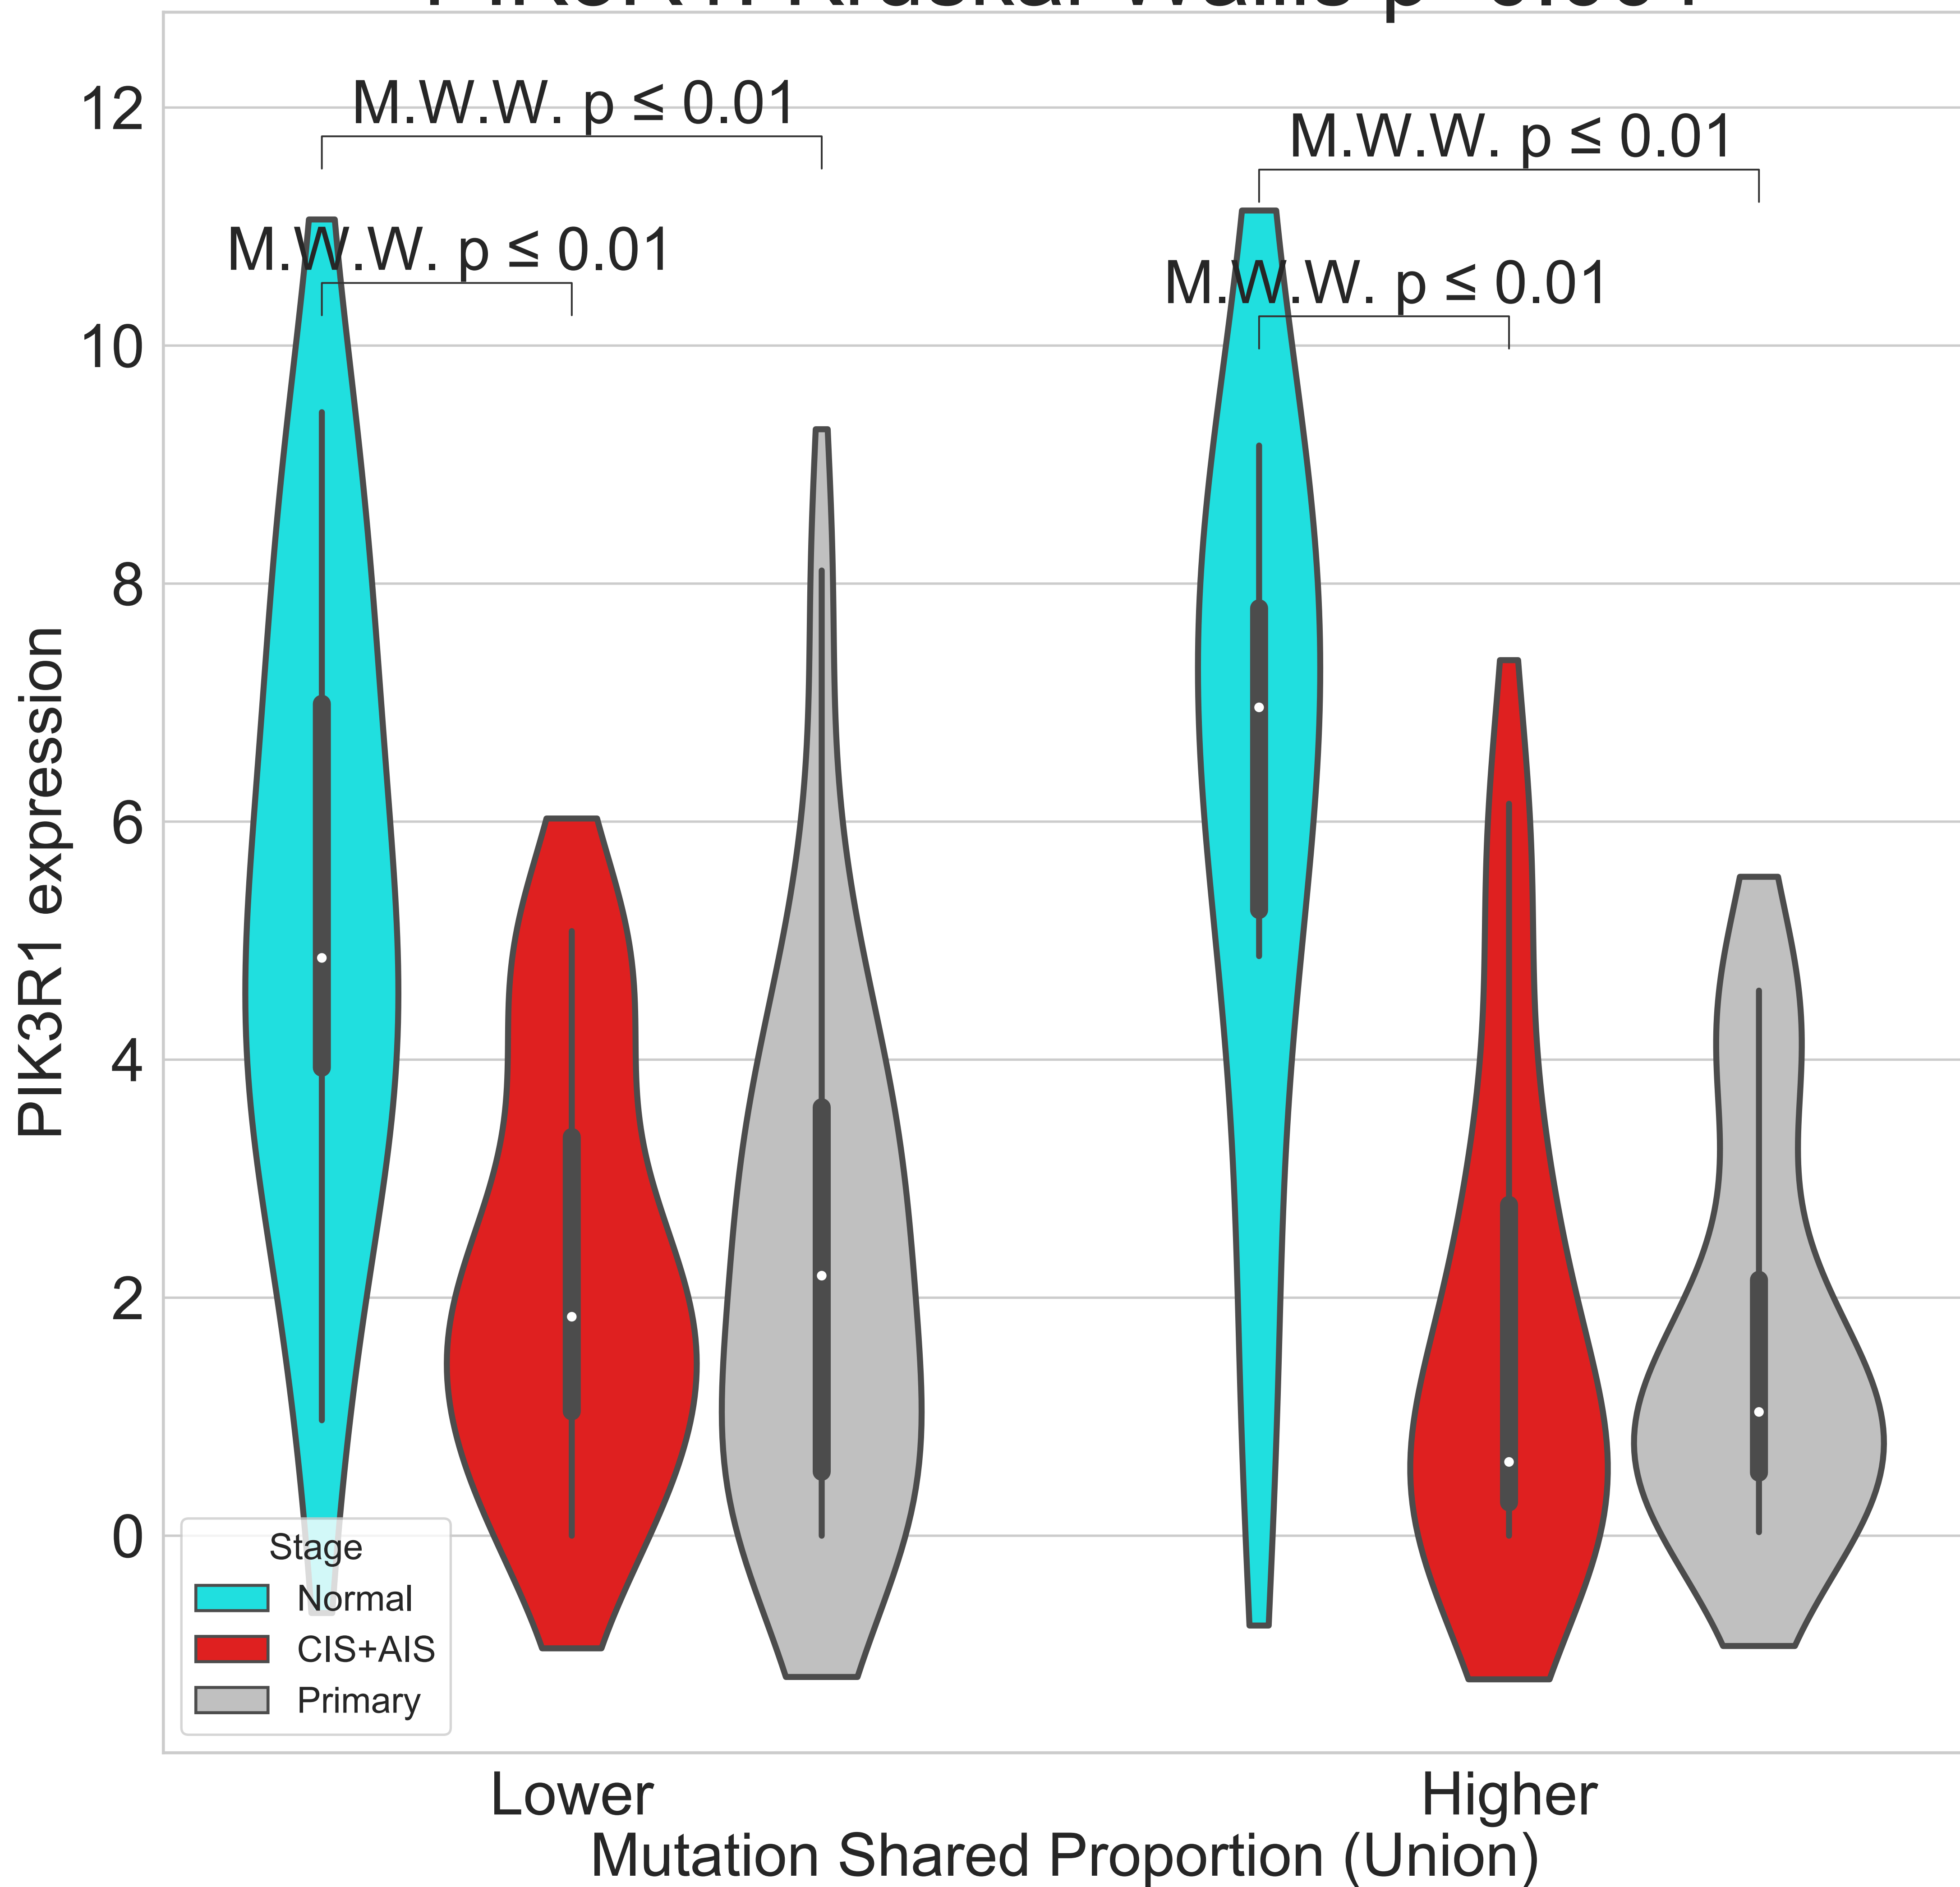 12
10
8
6
4
2
0
PIK3R1 expression
M.W.W. p ≤ 0.01
M.W.W. p ≤ 0.01
M.W.W. p ≤ 0.01
M.W.W. p ≤ 0.01
Stage
Normal
CIS+AIS
Primary
Lower
Higher
Mutation Shared Proportion (Union)